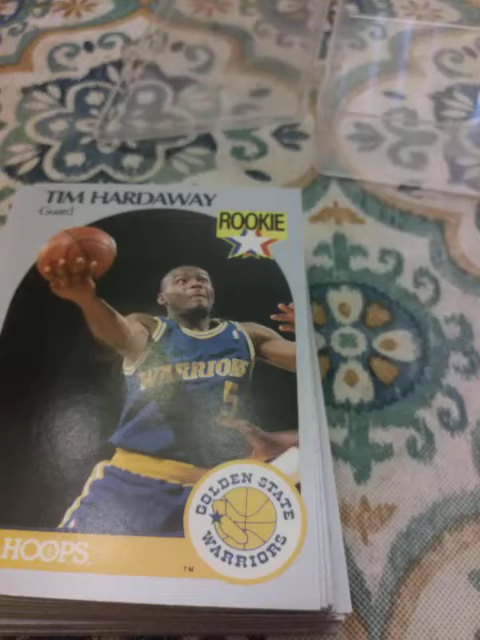 TIM HARDAWAY
Guard
ROOKIE
WARRIORS
5
GOLDEN STATE
WARRIORS
HOOPS
TM